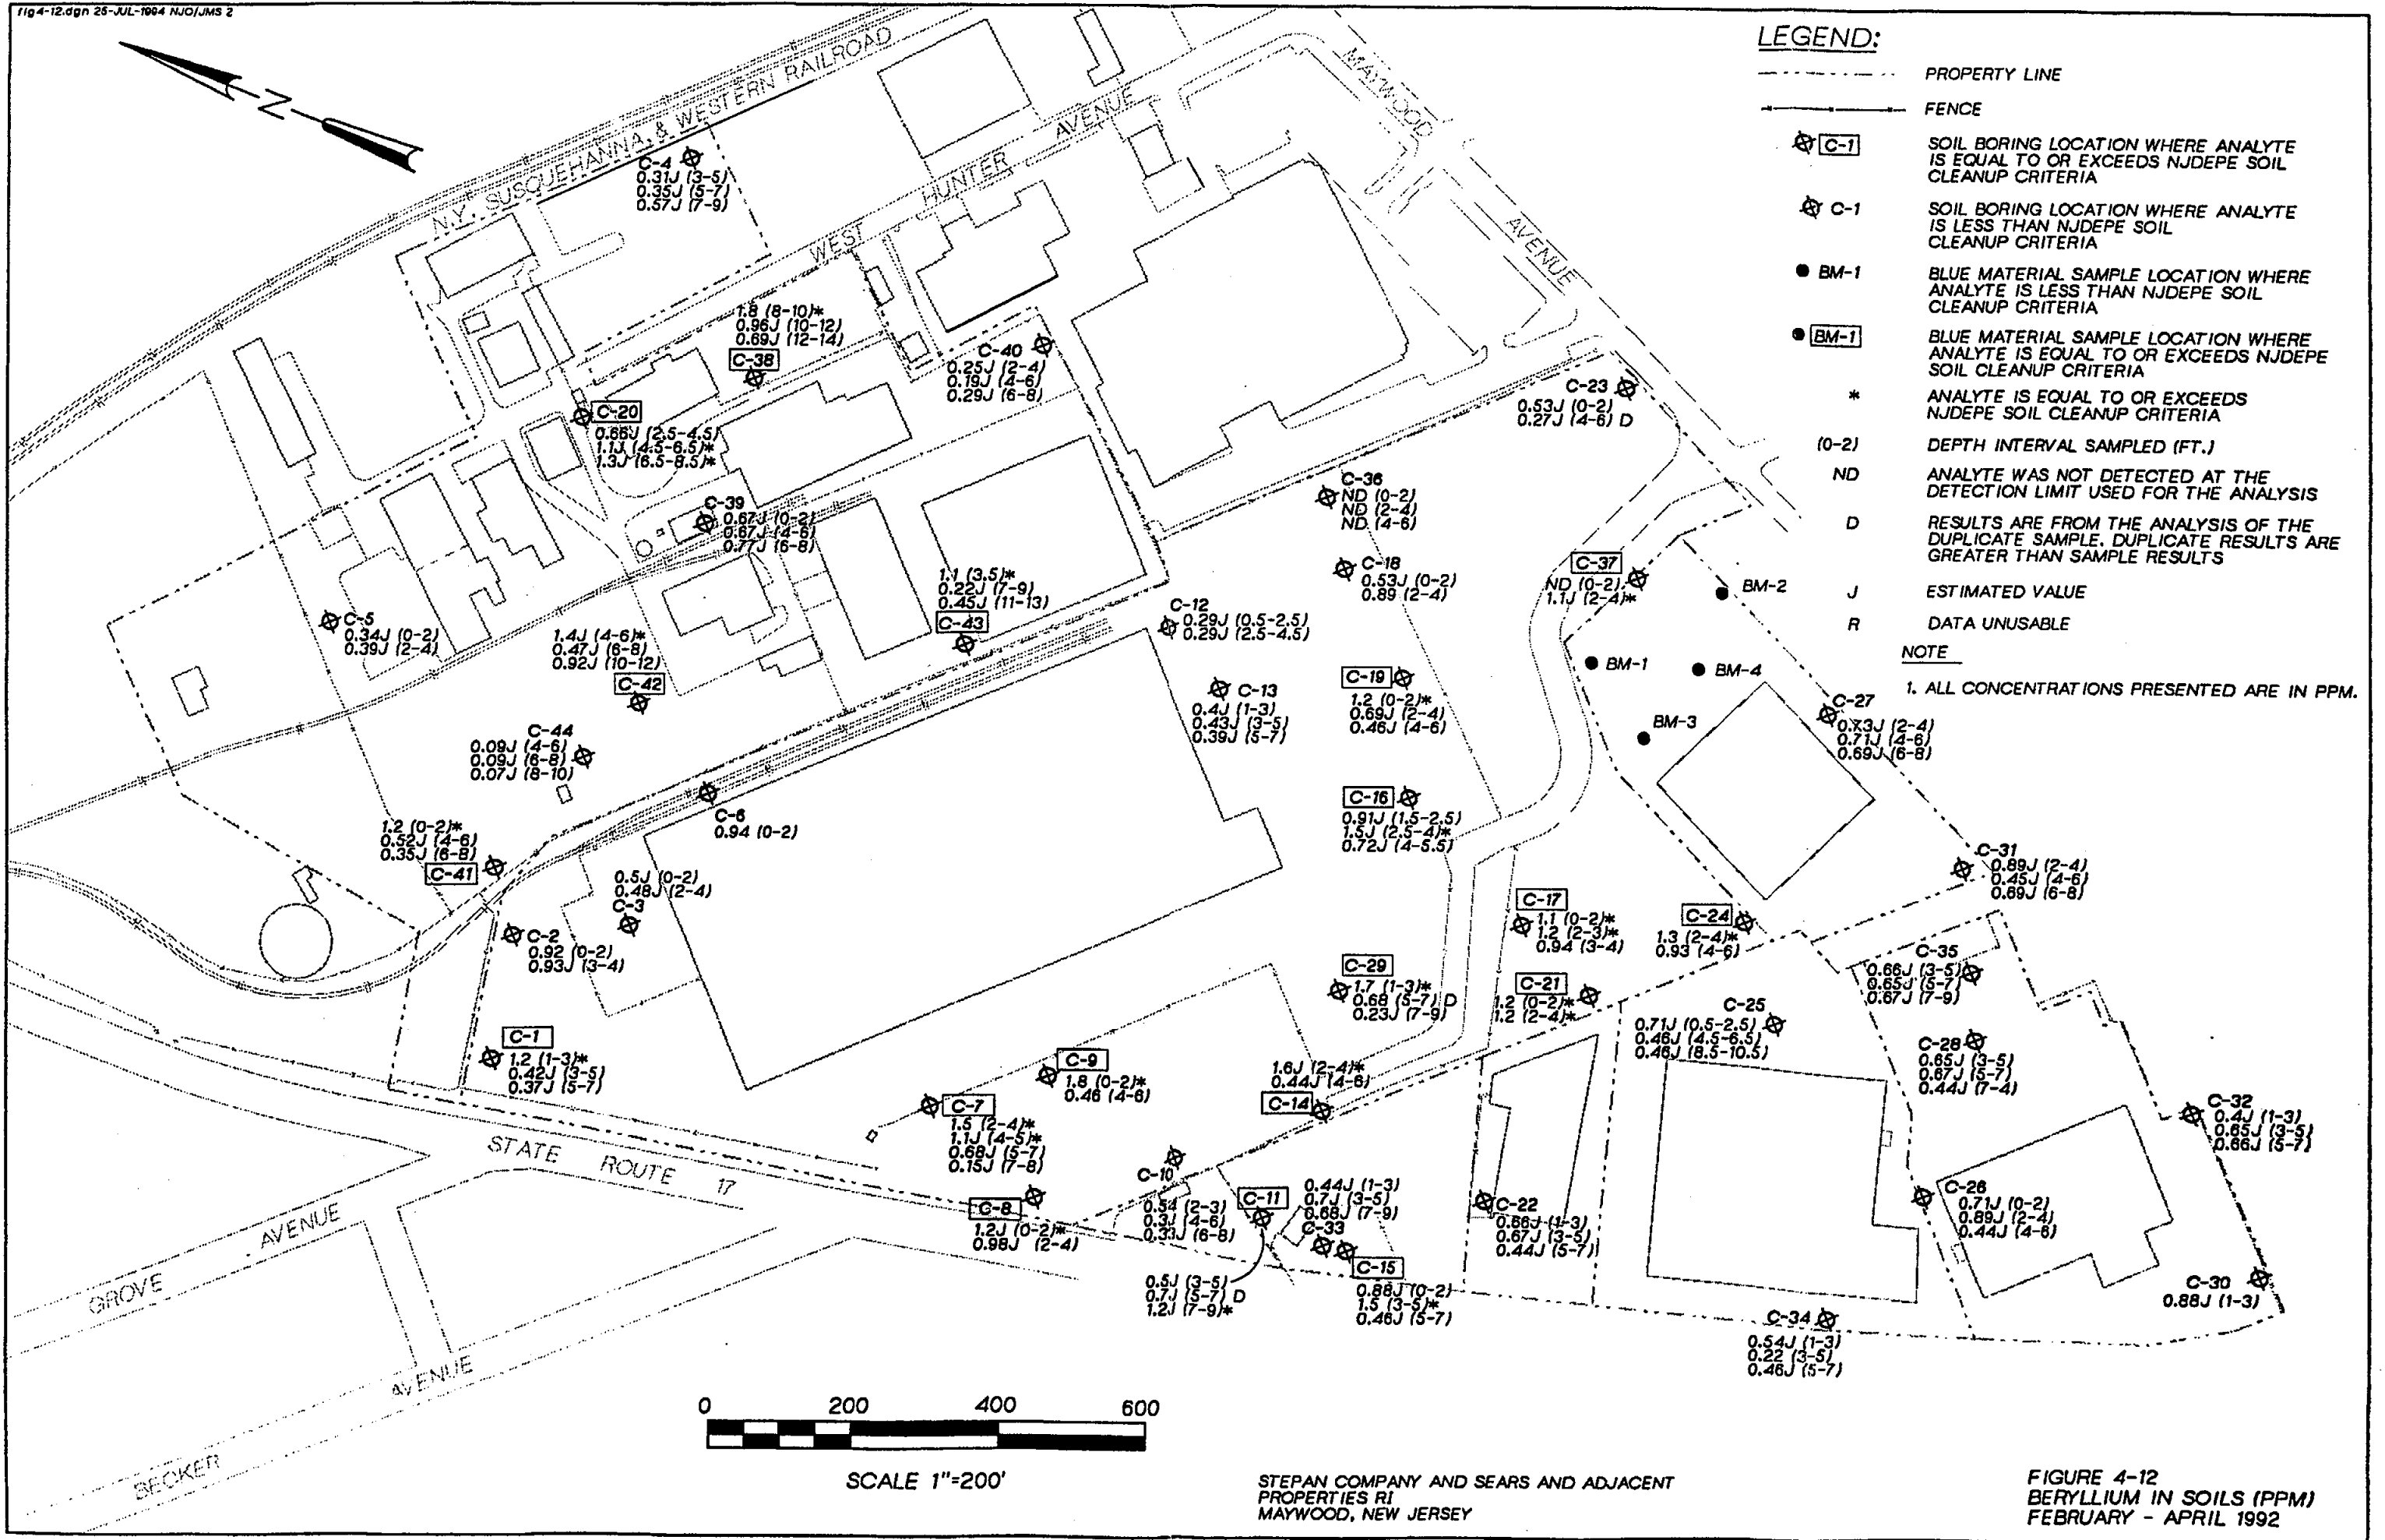 fig4-12.dgn 25-JUL-1994 NJO/JMS 2
N
N.Y. SUSQUEHANNA, & WESTERN RAILROAD
WEST HUNTER AVENUE
MAYWOOD AVENUE
C-4
0.31J (3-5)
0.35J (5-7)
0.57J (7-9)
1.8 (8-10)*
0.96J (10-12)
0.69J (12-14)
C-38
C-40
0.25J (2-4)
0.19J (4-6)
0.29J (6-8)
C-23
0.53J (0-2)
0.27J (4-6) D
C-20
0.66J (2.5-4.5)
1.1J (4.5-6.5)*
1.3J (6.5-8.5)*
C-39
0.67J (0-2)
0.67J (4-6)
0.77J (6-8)
C-36
ND (0-2)
ND (2-4)
ND (4-6)
C-18
0.53J (0-2)
0.89 (2-4)
C-37
ND (0-2)
1.1J (2-4)*
BM-2
BM-1
BM-4
BM-3
1.1 (3.5)*
0.22J (7-9)
0.45J (11-13)
C-43
C-12
0.29J (0.5-2.5)
0.29J (2.5-4.5)
C-5
0.34J (0-2)
0.39J (2-4)
1.4J (4-6)*
0.47J (6-8)
0.92J (10-12)
C-42
C-13
0.4J (1-3)
0.43J (3-5)
0.39J (5-7)
C-19
1.2 (0-2)*
0.69J (2-4)
0.46J (4-6)
C-27
0.73J (2-4)
0.71J (4-6)
0.69J (6-8)
C-44
0.09J (4-6)
0.09J (6-8)
0.07J (8-10)
C-6
0.94 (0-2)
C-16
0.91J (1.5-2.5)
1.5J (2.5-4)*
0.72J (4-5.5)
1.2 (0-2)*
0.52J (4-6)
0.35J (6-8)
C-41
0.5J (0-2)
0.48J (2-4)
C-3
C-31
0.89J (2-4)
0.45J (4-6)
0.69J (6-8)
C-2
0.92 (0-2)
0.93J (3-4)
C-17
1.1 (0-2)*
1.2 (2-3)*
0.94 (3-4)
C-24
1.3 (2-4)*
0.93 (4-6)
C-35
0.66J (3-5)
0.65J (5-7)
0.67J (7-9)
C-29
1.7 (1-3)*
0.68 (5-7) D
0.23J (7-9)
C-21
1.2 (0-2)*
1.2 (2-4)*
C-25
0.71J (0.5-2.5)
0.46J (4.5-6.5)
0.46J (8.5-10.5)
C-28
0.65J (3-5)
0.67J (5-7)
0.44J (7-4)
C-1
1.2 (1-3)*
0.42J (3-5)
0.37J (5-7)
C-9
1.8 (0-2)*
0.46 (4-6)
1.6J (2-4)*
0.44J (4-6)
C-14
C-7
1.5 (2-4)*
1.1J (4-5)*
0.68J (5-7)
0.15J (7-8)
C-32
0.4J (1-3)
0.65J (3-5)
0.66J (5-7)
STATE ROUTE 17
C-8
1.2J (0-2)*
0.98J (2-4)
C-10
0.54 (2-3)
0.3J (4-6)
0.33J (6-8)
C-11
0.5J (3-5)
0.7J (5-7) D
1.2J (7-9)*
0.44J (1-3)
0.7J (3-5)
0.68J (7-9)
C-33
C-15
0.88J (0-2)
1.5 (3-5)*
0.46J (5-7)
C-22
0.66J (1-3)
0.67J (3-5)
0.44J (5-7)
C-26
0.71J (0-2)
0.89J (2-4)
0.44J (4-6)
C-30
0.88J (1-3)
C-34
0.54J (1-3)
0.22 (3-5)
0.46J (5-7)
GROVE AVENUE
BECKER AVENUE
LEGEND:
PROPERTY LINE
FENCE
C-1 SOIL BORING LOCATION WHERE ANALYTE
IS EQUAL TO OR EXCEEDS NJDEPE SOIL
CLEANUP CRITERIA
C-1 SOIL BORING LOCATION WHERE ANALYTE
IS LESS THAN NJDEPE SOIL
CLEANUP CRITERIA
BM-1 BLUE MATERIAL SAMPLE LOCATION WHERE
ANALYTE IS LESS THAN NJDEPE SOIL
CLEANUP CRITERIA
BM-1 BLUE MATERIAL SAMPLE LOCATION WHERE
ANALYTE IS EQUAL TO OR EXCEEDS NJDEPE
SOIL CLEANUP CRITERIA
* ANALYTE IS EQUAL TO OR EXCEEDS
NJDEPE SOIL CLEANUP CRITERIA
(0-2) DEPTH INTERVAL SAMPLED (FT.)
ND ANALYTE WAS NOT DETECTED AT THE
DETECTION LIMIT USED FOR THE ANALYSIS
D RESULTS ARE FROM THE ANALYSIS OF THE
DUPLICATE SAMPLE. DUPLICATE RESULTS ARE
GREATER THAN SAMPLE RESULTS
J ESTIMATED VALUE
R DATA UNUSABLE
NOTE
1. ALL CONCENTRATIONS PRESENTED ARE IN PPM.
0 200 400 600
SCALE 1"=200'
STEPAN COMPANY AND SEARS AND ADJACENT
PROPERTIES RI
MAYWOOD, NEW JERSEY
FIGURE 4-12
BERYLLIUM IN SOILS (PPM)
FEBRUARY - APRIL 1992